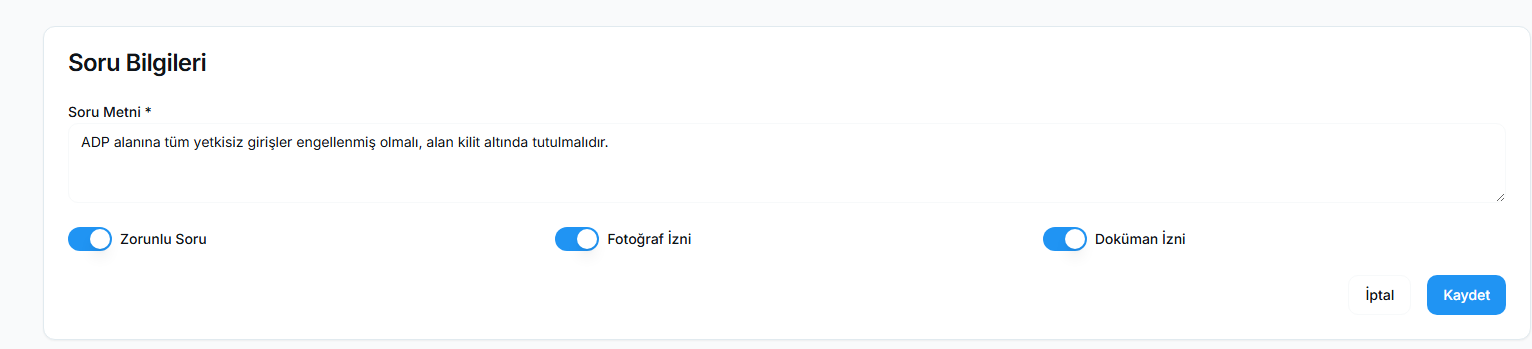 Soru Bilgileri
Soru Metni *
ADP alanına tüm yetkisiz girişler engellenmiş olmalı, alan kilit altında tutulmalıdır.
Zorunlu Soru
Fotoğraf İzni
Doküman İzni
İptal
Kaydet